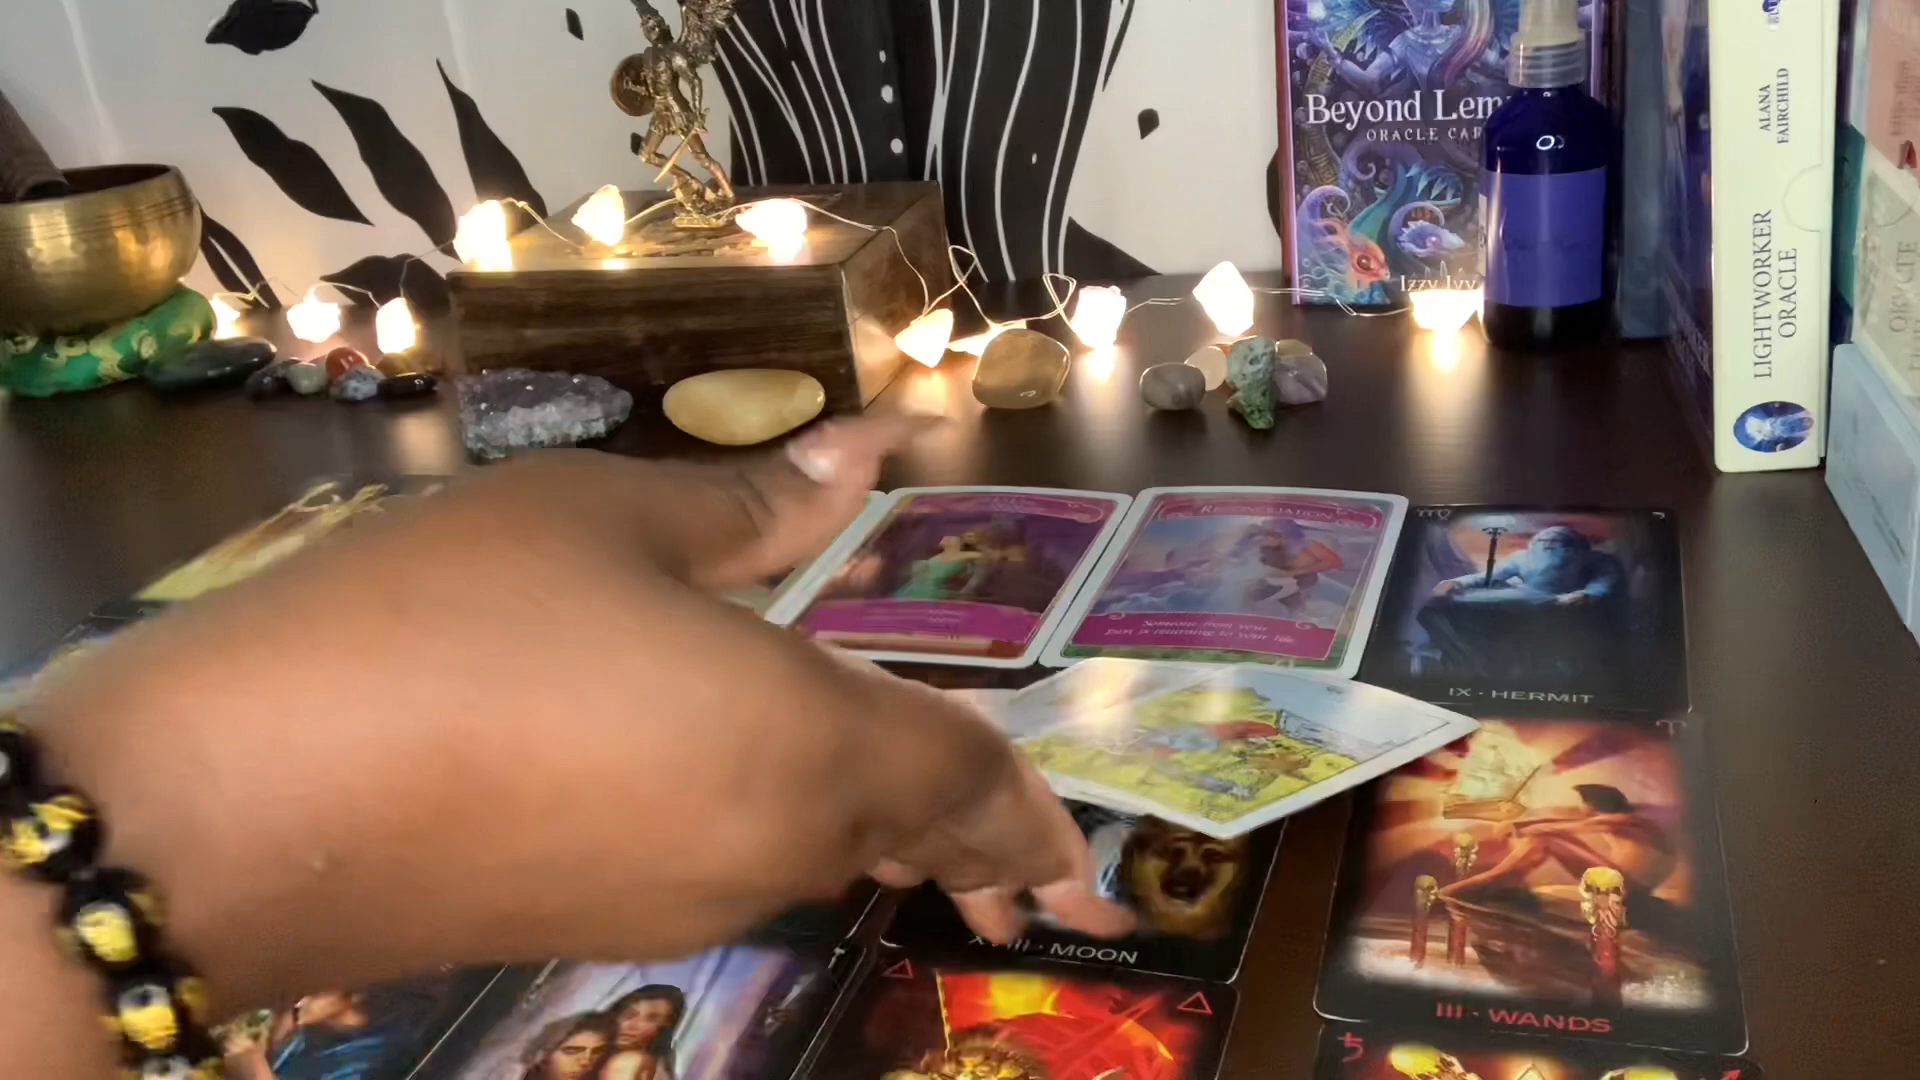 Beyond Lem
ORACLE CAR
Izzy Ivy
ALANA
FAIRCHILD
LIGHTWORKER
ORACLE
RECONCILIATION
Someone from your
past is returning to your life
IX · HERMIT
XVIII · MOON
III · WANDS